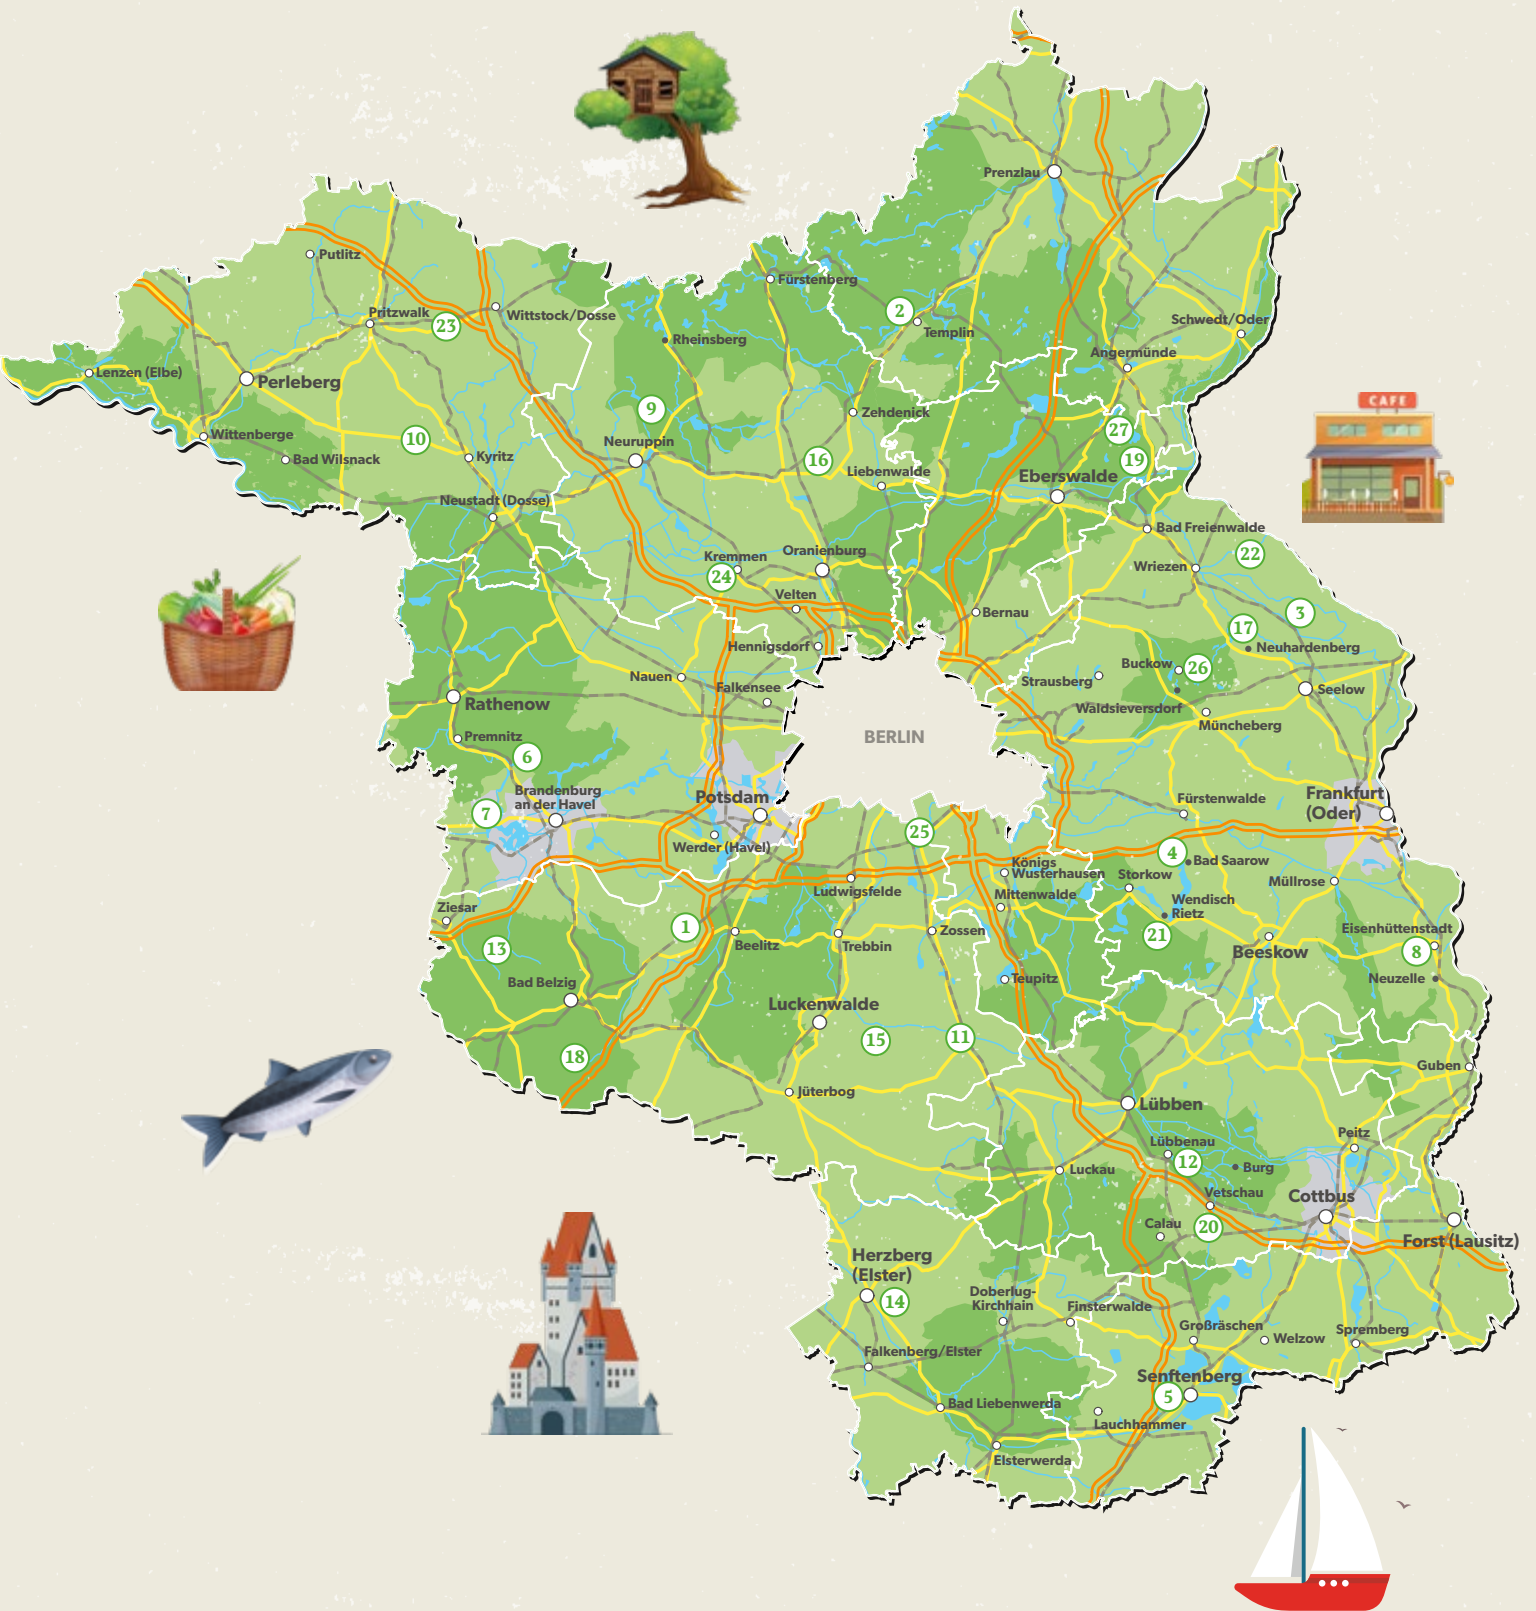 Prenzlau
Putlitz
Fürstenberg
Pritzwalk
23
Wittstock/Dosse
2
Templin
Schwedt/Oder
Rheinsberg
Angermünde
Lenzen (Elbe)
Perleberg
CAFE
9
Zehdenick
27
Wittenberge
10
Neuruppin
19
Bad Wilsnack
Kyritz
16
Liebenwalde
Eberswalde
Neustadt (Dosse)
Bad Freienwalde
Kremmen
Oranienburg
22
24
Wriezen
Velten
Bernau
3
17
Hennigsdorf
Neuhardenberg
Buckow
26
Nauen
Strausberg
Falkensee
Seelow
Rathenow
Waldsieversdorf
Müncheberg
Premnitz
BERLIN
6
Brandenburg
an der Havel
Potsdam
Fürstenwalde
Frankfurt
(Oder)
7
25
Werder (Havel)
4
Bad Saarow
Königs
Wusterhausen
Storkow
Müllrose
Ludwigsfelde
Mittenwalde
Wendisch
Rietz
Ziesar
1
21
Eisenhüttenstadt
13
Beelitz
Trebbin
Zossen
Beeskow
8
Bad Belzig
Teupitz
Neuzelle
Luckenwalde
15
11
18
Guben
Jüterbog
Lübben
Peitz
Lübbenau
12
Burg
Luckau
Vetschau
Cottbus
Calau
20
Forst (Lausitz)
Herzberg
(Elster)
14
Doberlug-
Kirchhain
Finsterwalde
Großräschen
Welzow
Spremberg
Falkenberg/Elster
Senftenberg
5
Bad Liebenwerda
Lauchhammer
Elsterwerda